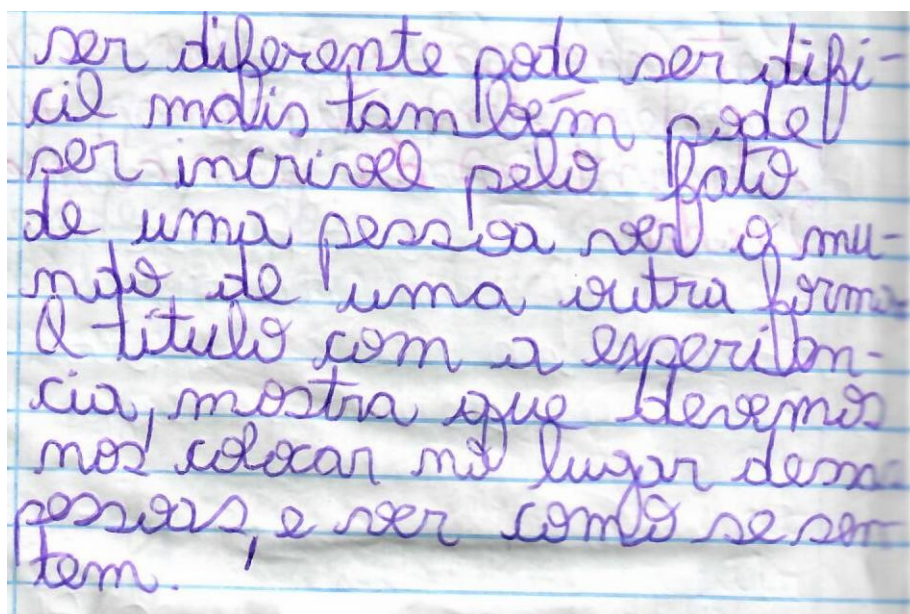 ser diferente pode ser difi-
cil mais também pode
ser incrivel pelo fato
de uma pessoa ver o mu-
ndo de uma outra forma
O título com a experiên-
cia, mostra que devemos
nos colocar no lugar dessas
pessoas, e ver como se sen-
tem.